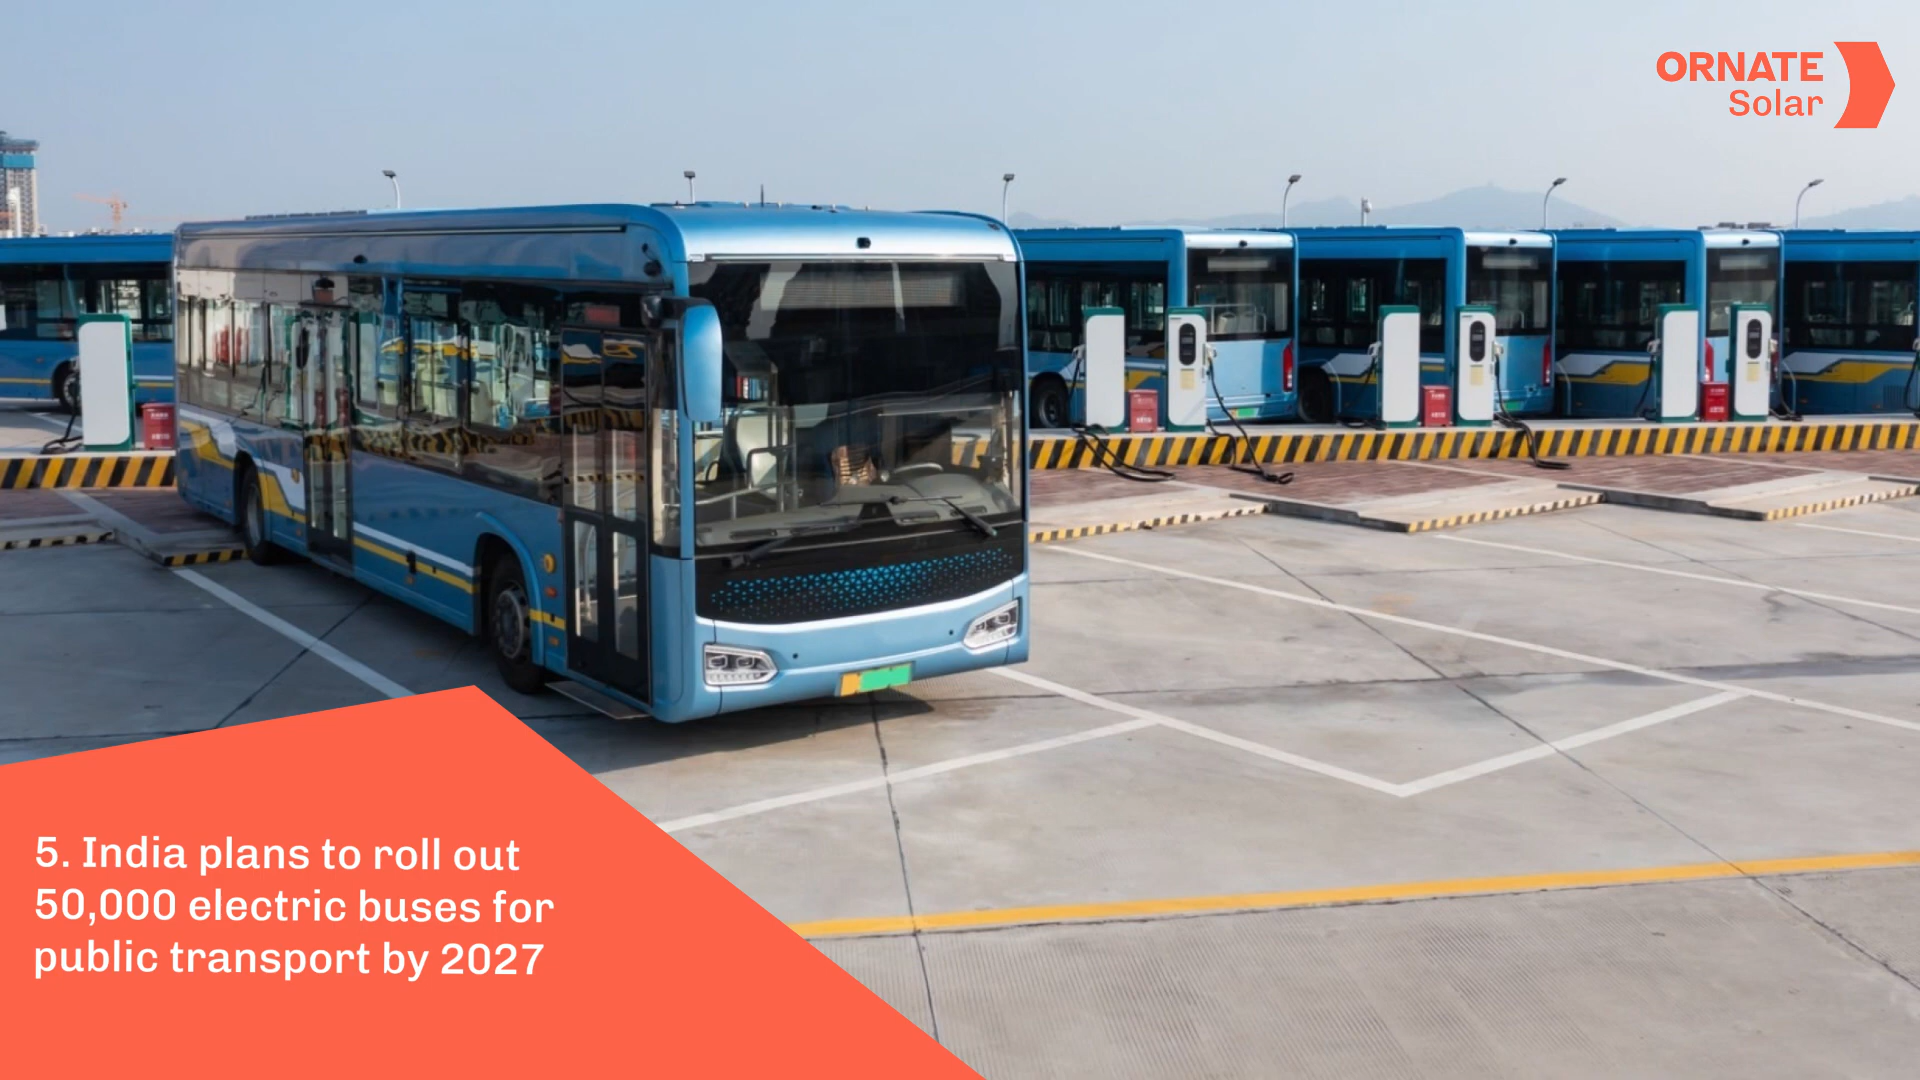 ORNATE
Solar
5. India plans to roll out
50,000 electric buses for
public transport by 2027